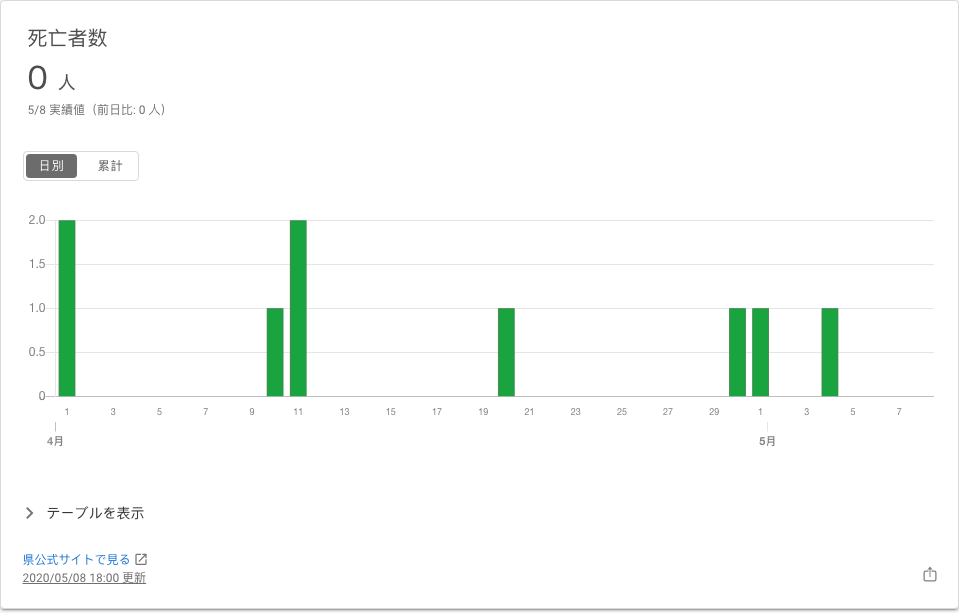 死亡者数
0 人
5/8 実績値（前日比: 0 人）
日別 累計
2.0
1.5
1.0
0.5
0
1 3 5 7 9 11 13 15 17 19 21 23 25 27 29 1 3 5 7
4月 5月
テーブルを表示
県公式サイトで見る
2020/05/08 18:00 更新